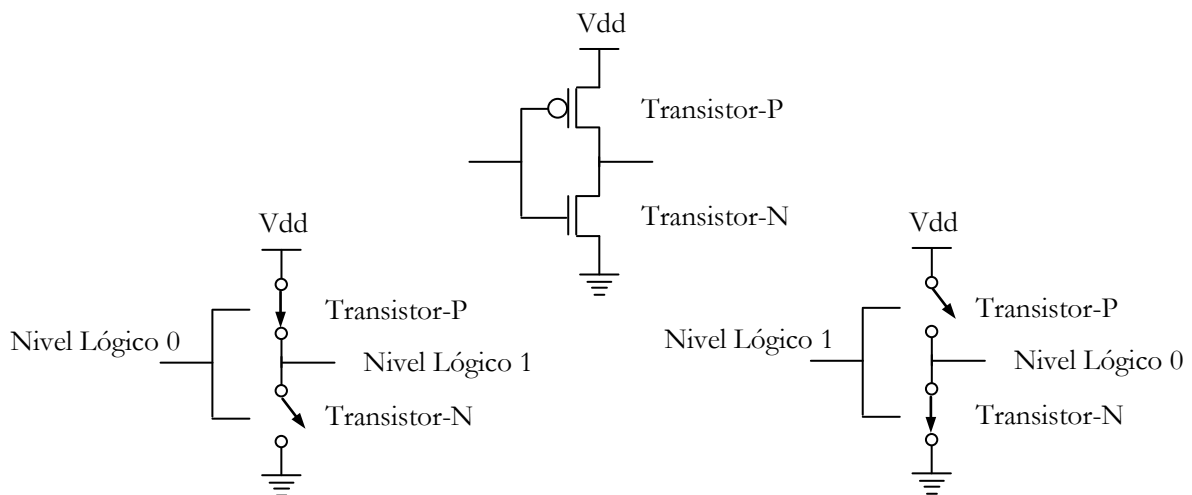 Vdd
Transistor-P
Transistor-N
Vdd
Transistor-P
Nivel Lógico 0
Nivel Lógico 1
Transistor-N
Vdd
Transistor-P
Nivel Lógico 1
Nivel Lógico 0
Transistor-N